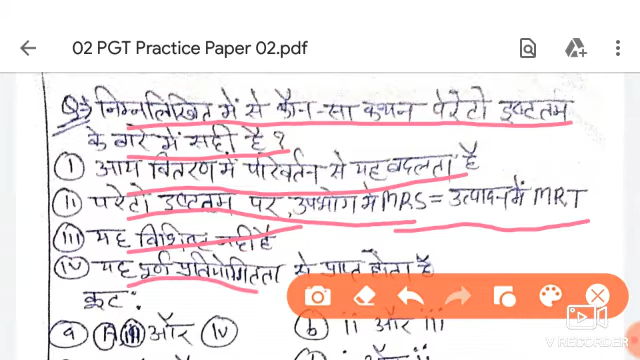 02 PGT Practice Paper 02.pdf
Q3 निम्नलिखित में से कौन-सा कथन पेरेटो इष्टतम
के बारे में सही है?
(i) आय वितरण में परिवर्तन से यह बदलता है
(ii) परेटो इष्टतम पर, उपभोग में MRS = उत्पादन में MRT
(iii) यह विशिष्ट नहीं है
(iv) यह पूर्ण प्रतियोगितता से प्राप्त होता है
कूट:
(a) और (iv) (b) ii और iii
V RECORDER